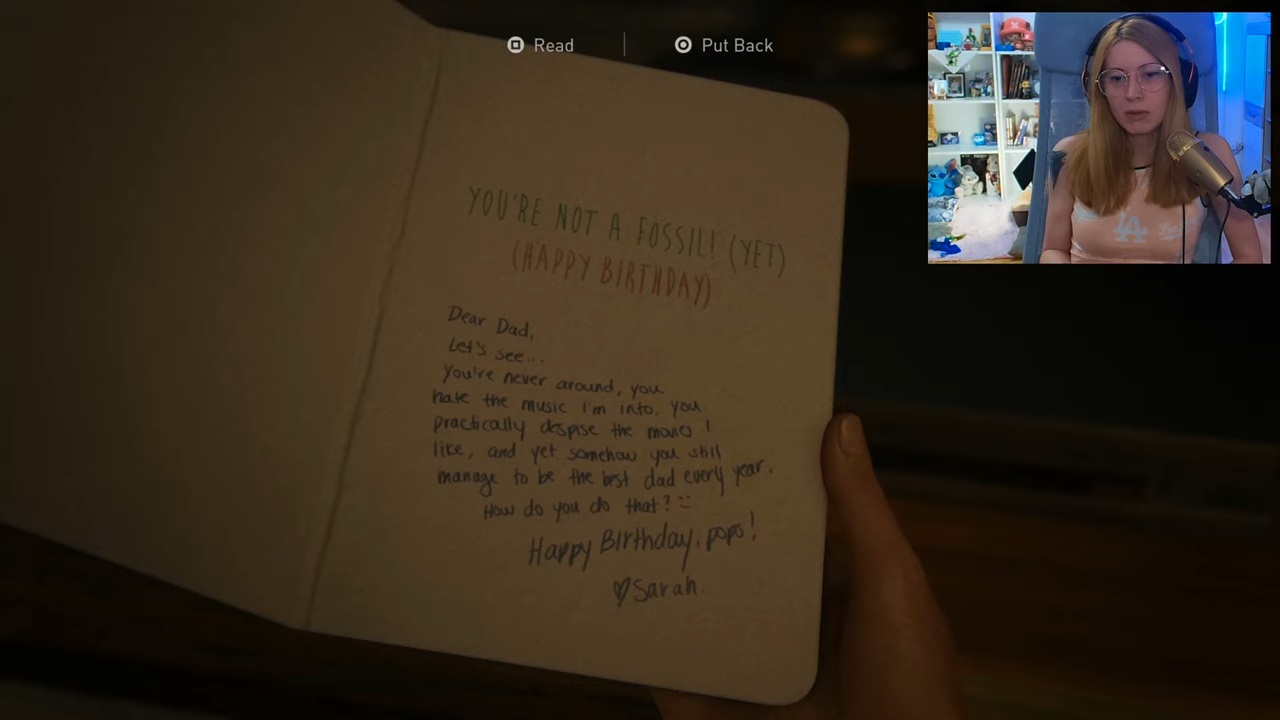 Read
Put Back
YOU'RE NOT A FOSSIL! (YET)
(HAPPY BIRTHDAY)
Dear Dad,
Let's see...
You're never around, you
hate the music i'm into, you
practically despise the movies I
like, and yet somehow you still
manage to be the best dad every year.
How do you do that?
Happy Birthday, pops!
Sarah.
LA